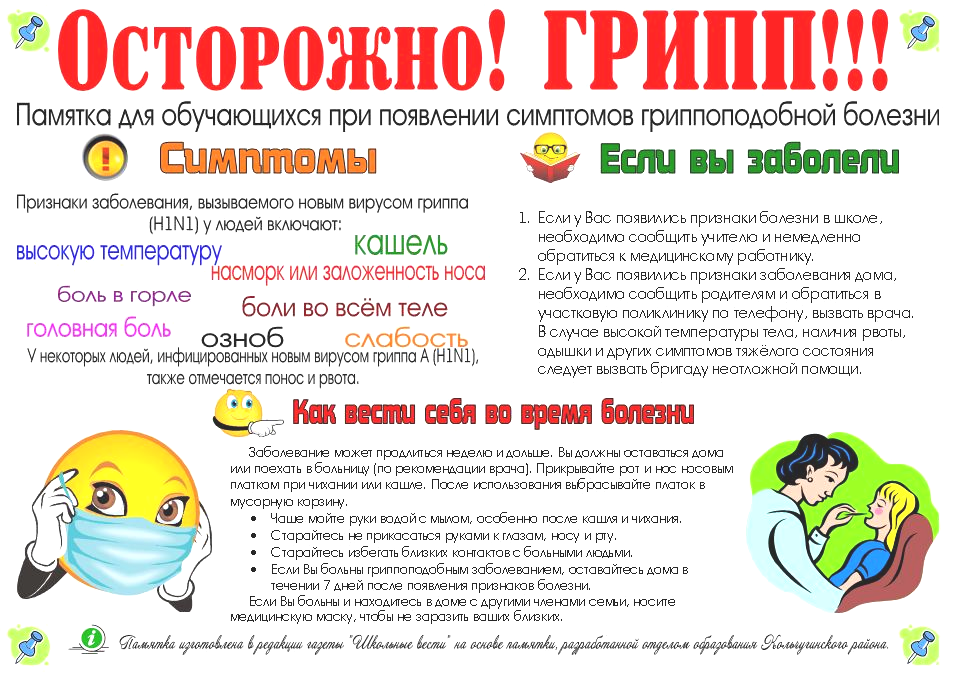 Осторожно! ГРИПП!!!
Памятка для обучающихся при появлении симптомов гриппоподобной болезни
Симптомы
Признаки заболевания, вызываемого новым вирусом гриппа
(H1N1) у людей включают:
высокую температуру
кашель
насморк или заложенность носа
боль в горле
боли во всём теле
головная боль
озноб
слабость
У некоторых людей, инфицированных новым вирусом гриппа А (H1N1),
также отмечается понос и рвота.
Если вы заболели
1. Если у Вас появились признаки болезни в школе,
необходимо сообщить учителю и немедленно
обратиться к медицинскому работнику.
2. Если у Вас появились признаки заболевания дома,
необходимо сообщить родителям и обратиться в
участковую поликлинику по телефону, вызвать врача.
В случае высокой температуры тела, наличия рвоты,
одышки и других симптомов тяжёлого состояния
следует вызвать бригаду неотложной помощи.
Как вести себя во время болезни
Заболевание может продлиться неделю и дольше. Вы должны оставаться дома
или поехать в больницу (по рекомендации врача). Прикрывайте рот и нос носовым
платком при чихании или кашле. После использования выбрасывайте платок в
мусорную корзину.
• Чаще мойте руки водой с мылом, особенно после кашля и чихания.
• Старайтесь не прикасаться руками к глазам, носу и рту.
• Старайтесь избегать близких контактов с больными людьми.
• Если Вы больны гриппоподобным заболеванием, оставайтесь дома в
течении 7 дней после появления признаков болезни.
Если Вы больны и находитесь в доме с другими членами семьи, носите
медицинскую маску, чтобы не заразить ваших близких.
Памятка изготовлена в редакции газеты "Школьные вести" на основе памятки, разработанной отделом образования Кольчугинского района.